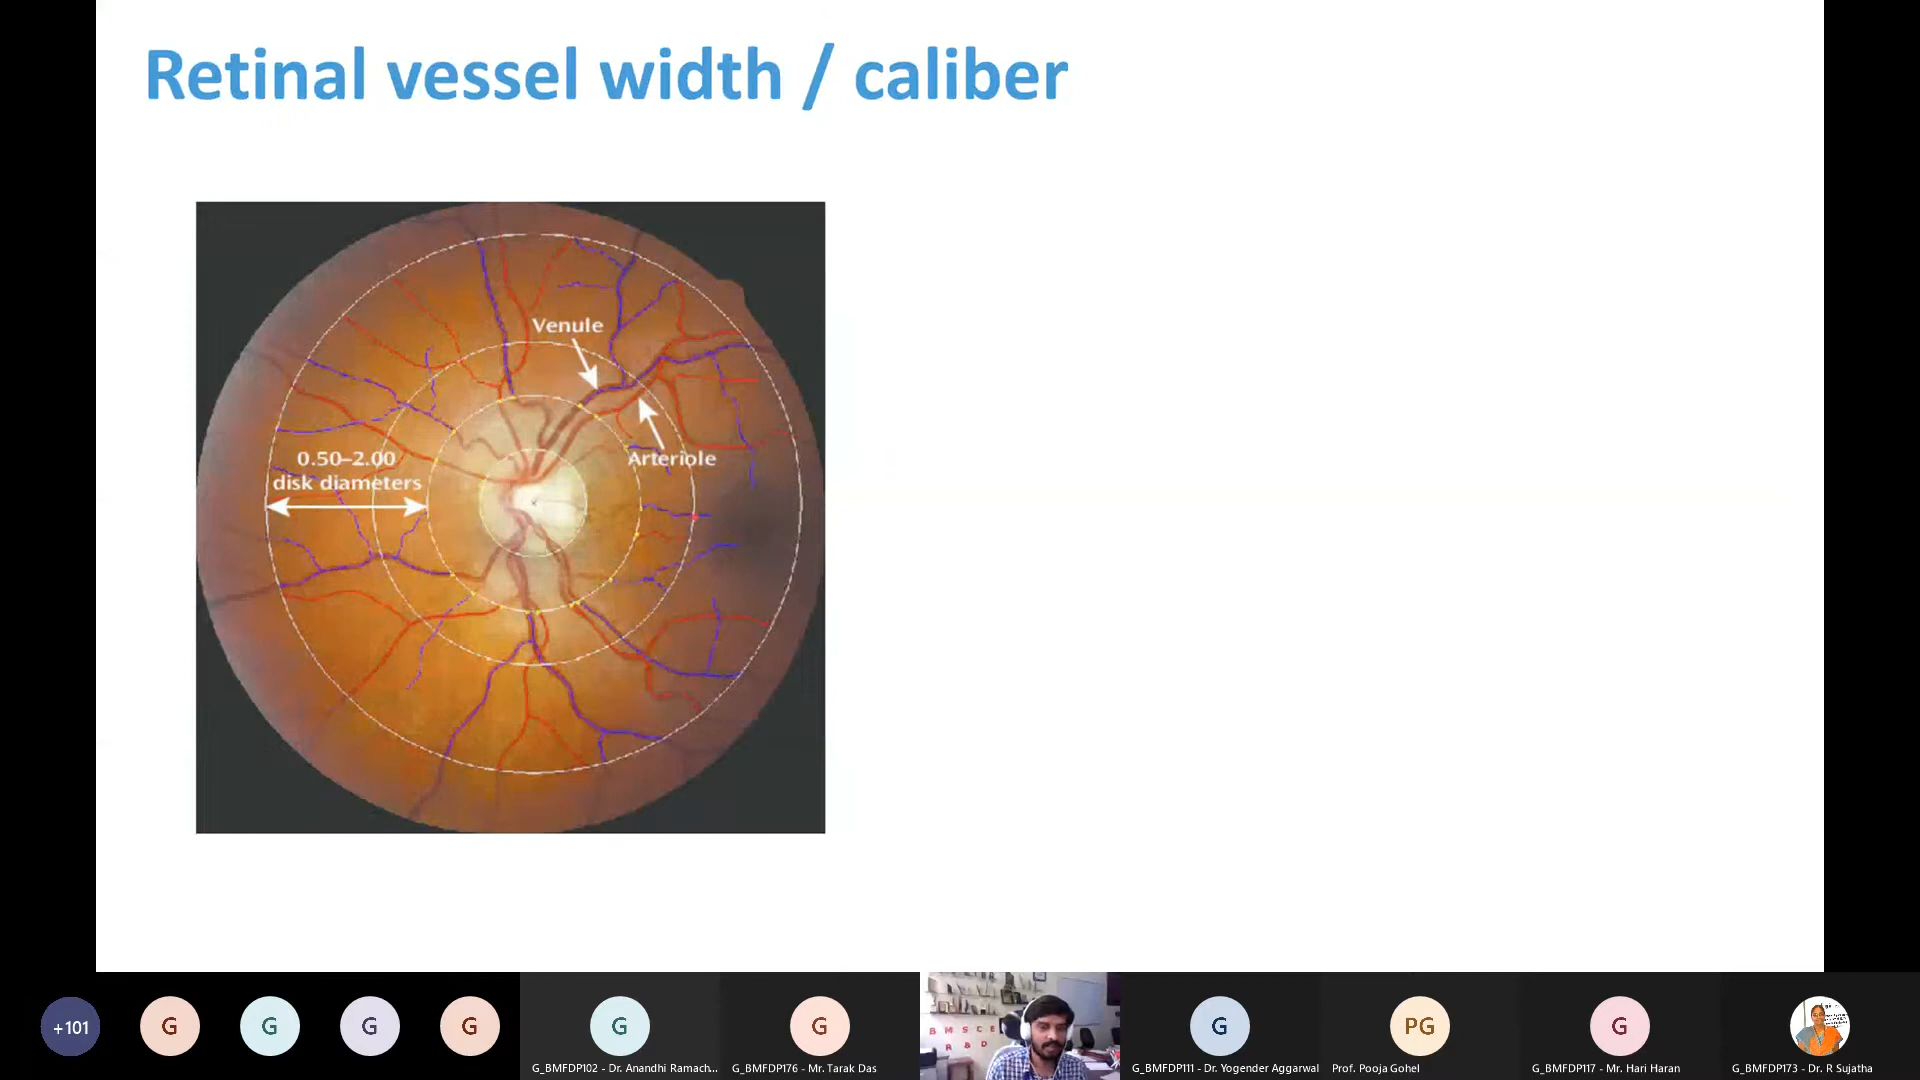 Retinal vessel width / caliber
Venule
0.50–2.00
disk diameters
Arteriole
+101
G
G
G
G
G
G
B M S C E
R & D
G
PG
G
G_BMFDP102 - Dr. Anandhi Ramach...
G_BMFDP176 - Mr. Tarak Das
G_BMFDP111 - Dr. Yogender Aggarwal
Prof. Pooja Gohel
G_BMFDP117 - Mr. Hari Haran
G_BMFDP173 - Dr. R Sujatha